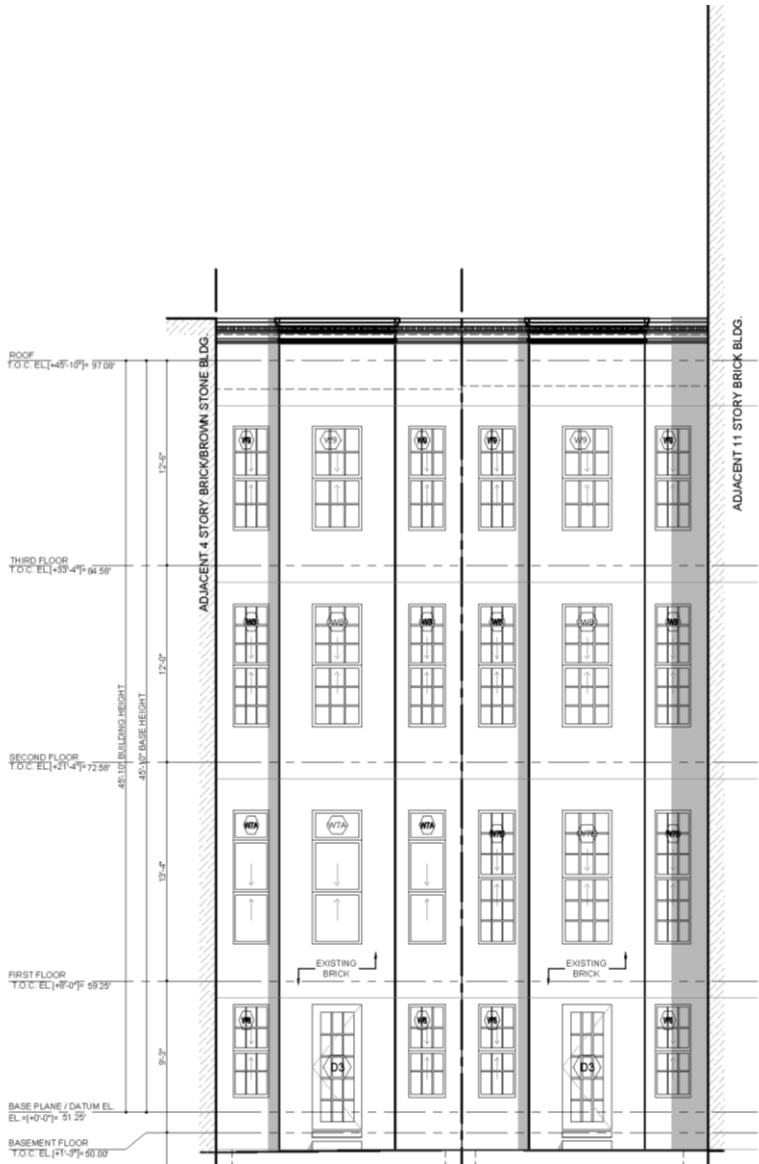 ROOF
T.O.C. EL.[+45'-10"]= 97.08'
THIRD FLOOR
T.O.C. EL.[+33'-4"]= 84.58'
SECOND FLOOR
T.O.C. EL.[+21'-4"]= 72.58'
FIRST FLOOR
T.O.C. EL.[+8'-0"]= 59.25'
BASE PLANE / DATUM EL.
EL.=[+0'-0"]= 51.25'
BASEMENT FLOOR
T.O.C. EL.[+1'-3"]= 50.00'
45'-10" BUILDING HEIGHT
45'-10" BASE HEIGHT
12'-6"
12'-0"
13'-4"
9'-3"
ADJACENT 4 STORY BRICK/BROWN STONE BLDG.
ADJACENT 11 STORY BRICK BLDG.
W9 W9 W9 W9 W9 W9
W7A W7A W7A
EXISTING
BRICK
EXISTING
BRICK
D3 D3